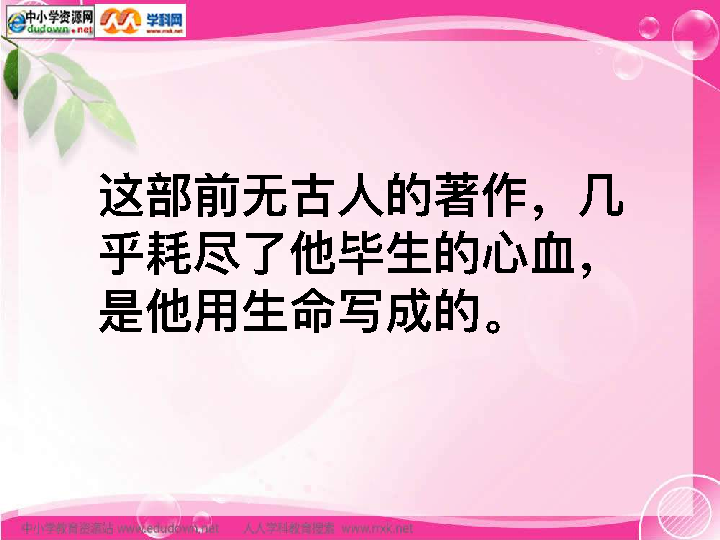 中小学资源网
dudown.net
学科网
这部前无古人的著作，几
乎耗尽了他毕生的心血，
是他用生命写成的。
中小学教育资源站 www.edudown.net 人人学科教育搜索 www.rrxk.net